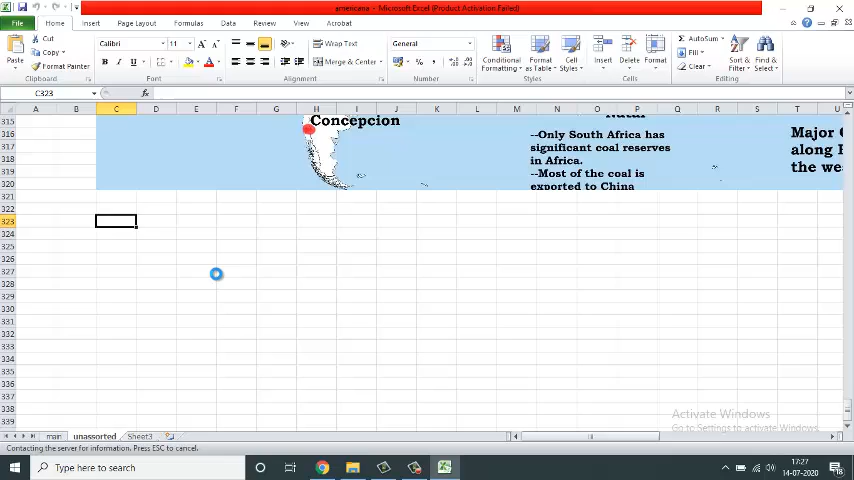 americana - Microsoft Excel (Product Activation Failed)
File Home Insert Page Layout Formulas Data Review View Acrobat
Cut
Copy
Format Painter
Paste
Clipboard
Calibri 11
B I U
Font
Wrap Text
Merge & Center
Alignment
General
% ,
Number
Conditional Formatting
Format as Table
Cell Styles
Styles
Insert Delete Format
Cells
AutoSum
Fill
Clear
Sort & Filter
Find & Select
Editing
C323 fx
A B C D E F G H I J K L M N O P Q R S T U
315
316
317
318
319
320
321
322
323
324
325
326
327
328
329
330
331
332
333
334
335
336
337
338
339
Concepcion
Natal
--Only South Africa has
significant coal reserves
in Africa.
--Most of the coal is
exported to China
Major
along
the we
Activate Windows
Go to Settings to activate Windows.
main unassorted Sheet3
Contacting the server for information. Press ESC to cancel.
Type here to search
17:27
14-07-2020
18